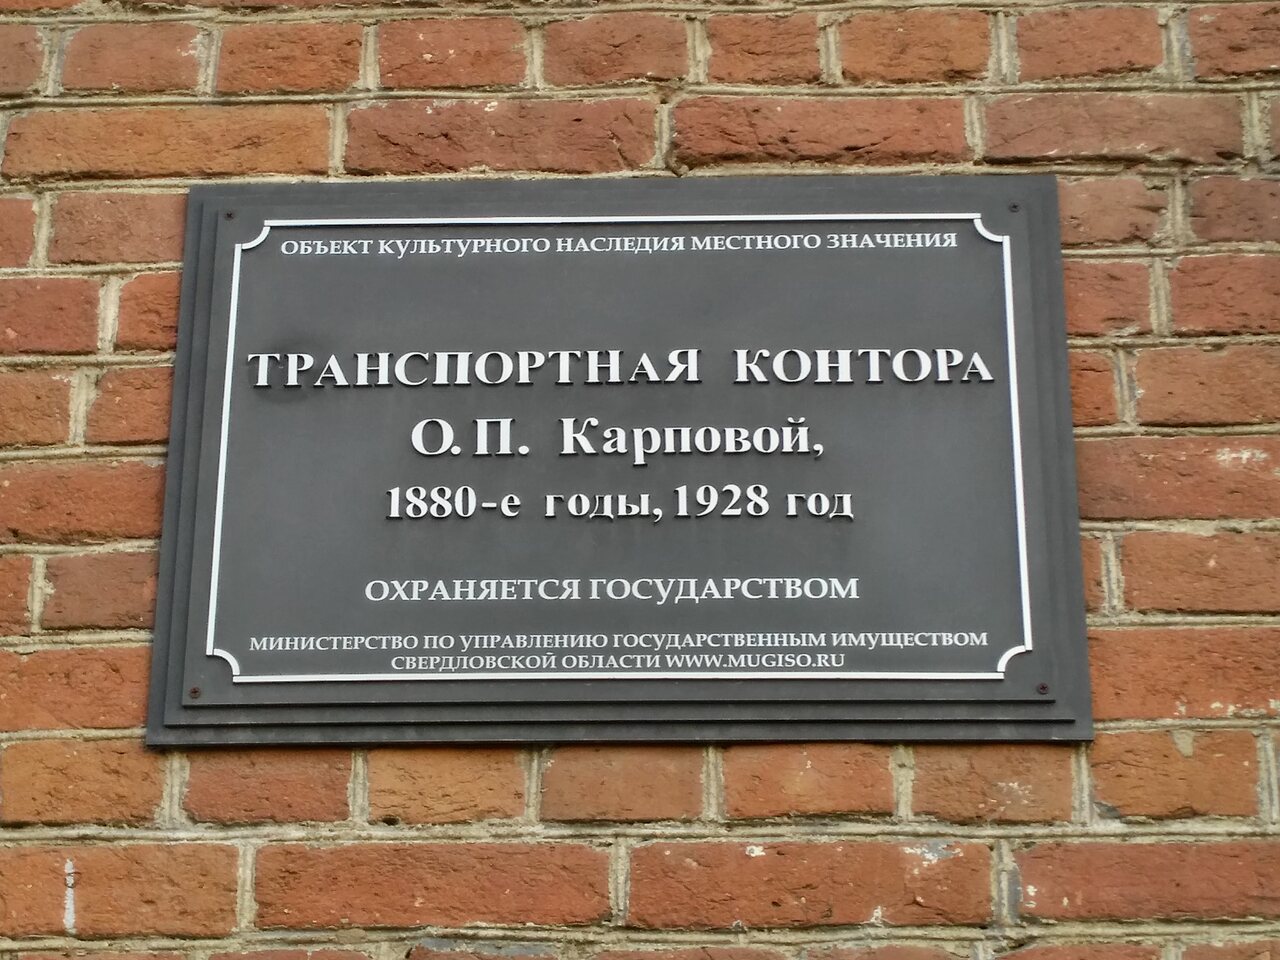 ОБЪЕКТ КУЛЬТУРНОГО НАСЛЕДИЯ МЕСТНОГО ЗНАЧЕНИЯ
ТРАНСПОРТНАЯ КОНТОРА
О. П. Карповой,
1880-е годы, 1928 год
ОХРАНЯЕТСЯ ГОСУДАРСТВОМ
МИНИСТЕРСТВО ПО УПРАВЛЕНИЮ ГОСУДАРСТВЕННЫМ ИМУЩЕСТВОМ
СВЕРДЛОВСКОЙ ОБЛАСТИ WWW.MUGISO.RU